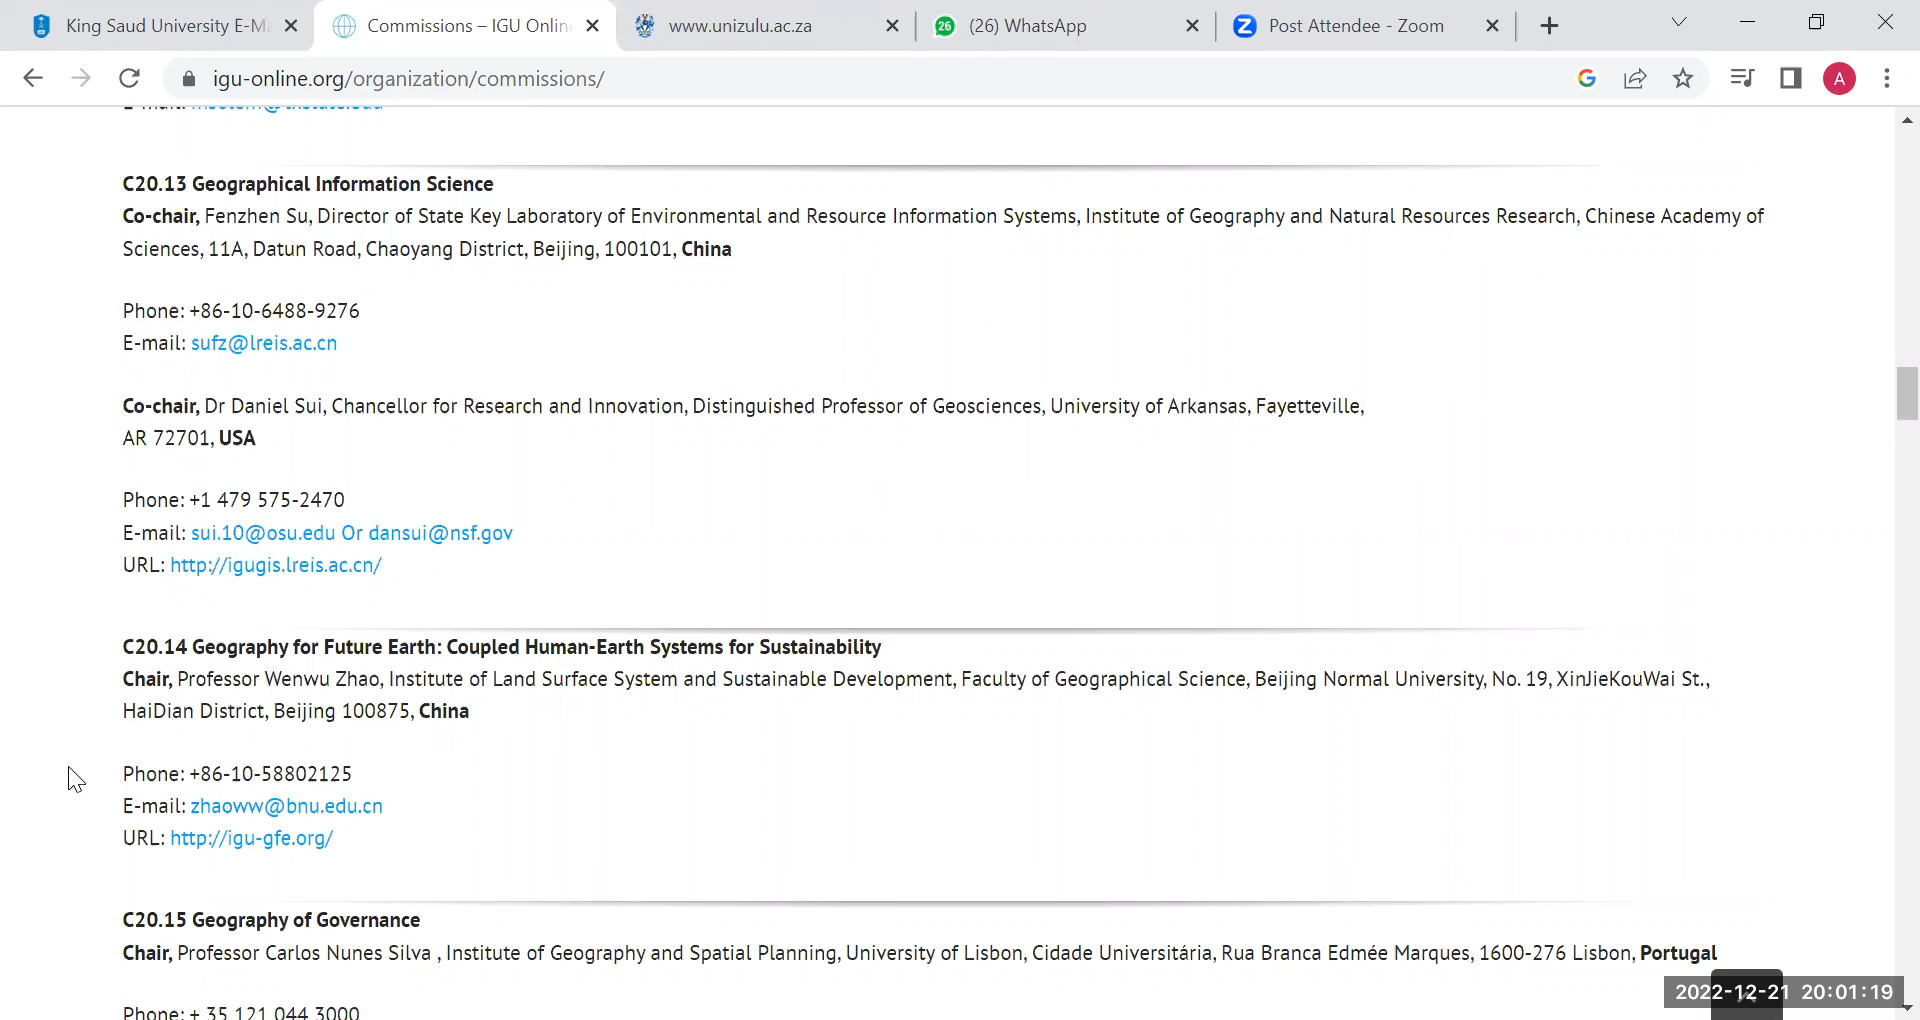 King Saud University E-Ma
Commissions – IGU Onlin
www.unizulu.ac.za
26
(26) WhatsApp
Z
Post Attendee - Zoom
igu-online.org/organization/commissions/
A
C20.13 Geographical Information Science
Co-chair, Fenzhen Su, Director of State Key Laboratory of Environmental and Resource Information Systems, Institute of Geography and Natural Resources Research, Chinese Academy of
Sciences, 11A, Datun Road, Chaoyang District, Beijing, 100101, China
Phone: +86-10-6488-9276
E-mail: sufz@lreis.ac.cn
Co-chair, Dr Daniel Sui, Chancellor for Research and Innovation, Distinguished Professor of Geosciences, University of Arkansas, Fayetteville,
AR 72701, USA
Phone: +1 479 575-2470
E-mail: sui.10@osu.edu Or dansui@nsf.gov
URL: http://igugis.lreis.ac.cn/
C20.14 Geography for Future Earth: Coupled Human-Earth Systems for Sustainability
Chair, Professor Wenwu Zhao, Institute of Land Surface System and Sustainable Development, Faculty of Geographical Science, Beijing Normal University, No. 19, XinJieKouWai St.,
HaiDian District, Beijing 100875, China
Phone: +86-10-58802125
E-mail: zhaoww@bnu.edu.cn
URL: http://igu-gfe.org/
C20.15 Geography of Governance
Chair, Professor Carlos Nunes Silva , Institute of Geography and Spatial Planning, University of Lisbon, Cidade Universitária, Rua Branca Edmée Marques, 1600-276 Lisbon, Portugal
Phone: + 35 121 044 3000
2022-12-21 20:01:19